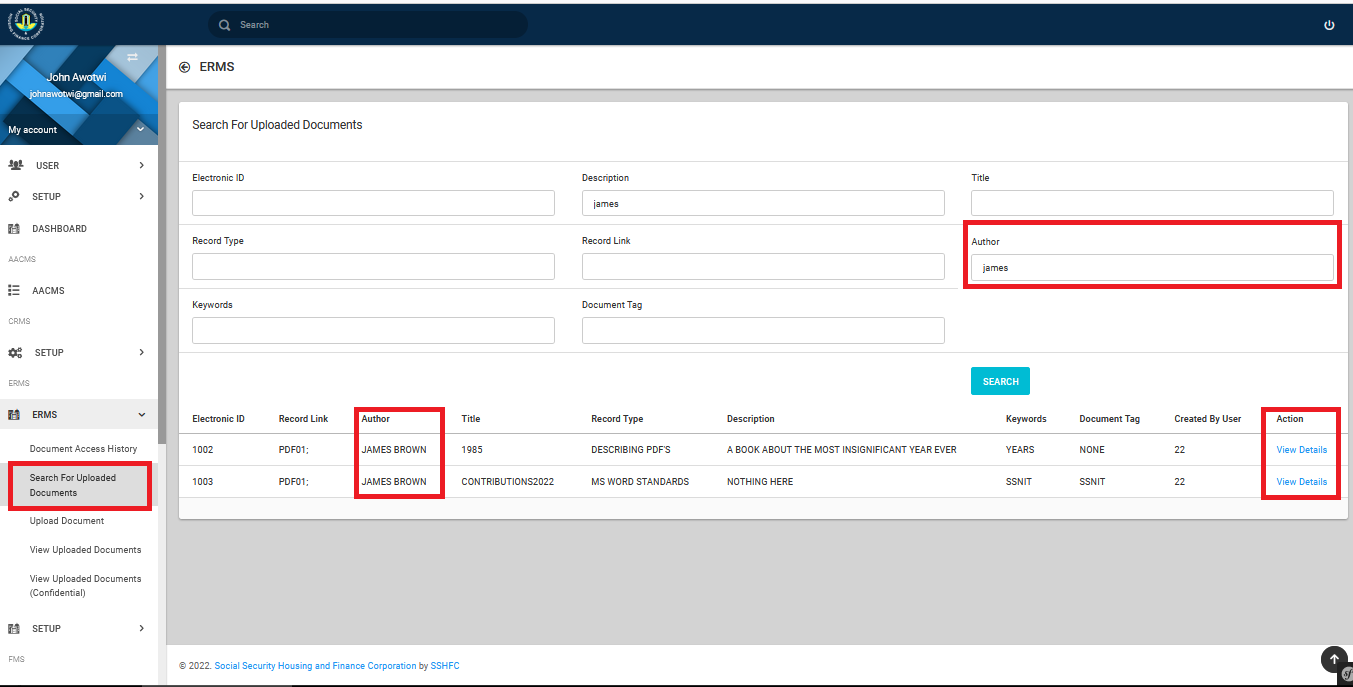 Search
John Awotwi
johnawotwi@gmail.com
My account
USER
SETUP
DASHBOARD
AACMS
AACMS
CRMS
SETUP
ERMS
ERMS
Document Access History
Search For Uploaded
Documents
Upload Document
View Uploaded Documents
View Uploaded Documents
(Confidential)
SETUP
FMS
ERMS
Search For Uploaded Documents
Electronic ID Description Title
james
Record Type Record Link Author
james
Keywords Document Tag
SEARCH
Electronic ID Record Link Author Title Record Type Description Keywords Document Tag Created By User Action
1002 PDF01; JAMES BROWN 1985 DESCRIBING PDF'S A BOOK ABOUT THE MOST INSIGNIFICANT YEAR EVER YEARS NONE 22 View Details
1003 PDF01; JAMES BROWN CONTRIBUTIONS2022 MS WORD STANDARDS NOTHING HERE SSNIT SSNIT 22 View Details
© 2022. Social Security Housing and Finance Corporation by SSHFC
sf